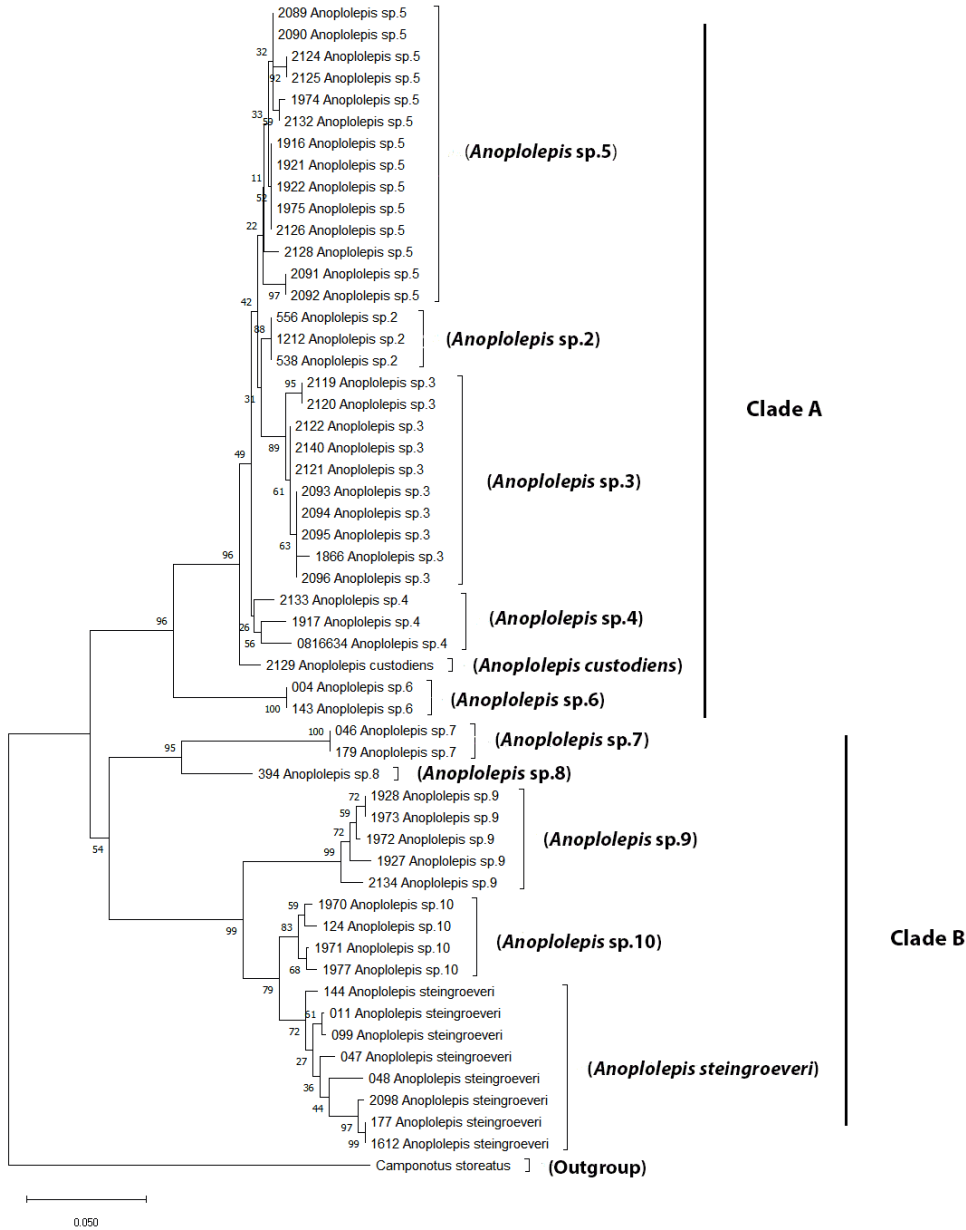 2089 Anoplolepis sp.5
32
2090 Anoplolepis sp.5
2124 Anoplolepis sp.5
92
2125 Anoplolepis sp.5
1974 Anoplolepis sp.5
33
59
2132 Anoplolepis sp.5
1916 Anoplolepis sp.5
(Anoplolepis sp.5)
1921 Anoplolepis sp.5
11
1922 Anoplolepis sp.5
52
1975 Anoplolepis sp.5
22
2126 Anoplolepis sp.5
2128 Anoplolepis sp.5
2091 Anoplolepis sp.5
97
2092 Anoplolepis sp.5
42
556 Anoplolepis sp.2
88
1212 Anoplolepis sp.2
(Anoplolepis sp.2)
538 Anoplolepis sp.2
95
2119 Anoplolepis sp.3
31
2120 Anoplolepis sp.3
Clade A
2122 Anoplolepis sp.3
89
2140 Anoplolepis sp.3
49
2121 Anoplolepis sp.3
(Anoplolepis sp.3)
61
2093 Anoplolepis sp.3
2094 Anoplolepis sp.3
2095 Anoplolepis sp.3
63
96
1866 Anoplolepis sp.3
2096 Anoplolepis sp.3
2133 Anoplolepis sp.4
96
26
1917 Anoplolepis sp.4
(Anoplolepis sp.4)
56
0816634 Anoplolepis sp.4
2129 Anoplolepis custodiens
(Anoplolepis custodiens)
004 Anoplolepis sp.6
(Anoplolepis sp.6)
100
143 Anoplolepis sp.6
100
046 Anoplolepis sp.7
(Anoplolepis sp.7)
95
179 Anoplolepis sp.7
394 Anoplolepis sp.8
(Anoplolepis sp.8)
72
1928 Anoplolepis sp.9
59
1973 Anoplolepis sp.9
72
1972 Anoplolepis sp.9
(Anoplolepis sp.9)
54
99
1927 Anoplolepis sp.9
2134 Anoplolepis sp.9
59
1970 Anoplolepis sp.10
99
83
124 Anoplolepis sp.10
(Anoplolepis sp.10)
Clade B
1971 Anoplolepis sp.10
68
1977 Anoplolepis sp.10
79
144 Anoplolepis steingroeveri
51
011 Anoplolepis steingroeveri
72
099 Anoplolepis steingroeveri
27
047 Anoplolepis steingroeveri
(Anoplolepis steingroeveri)
36
048 Anoplolepis steingroeveri
44
2098 Anoplolepis steingroeveri
97
177 Anoplolepis steingroeveri
99
1612 Anoplolepis steingroeveri
Camponotus storeatus
(Outgroup)
0.050